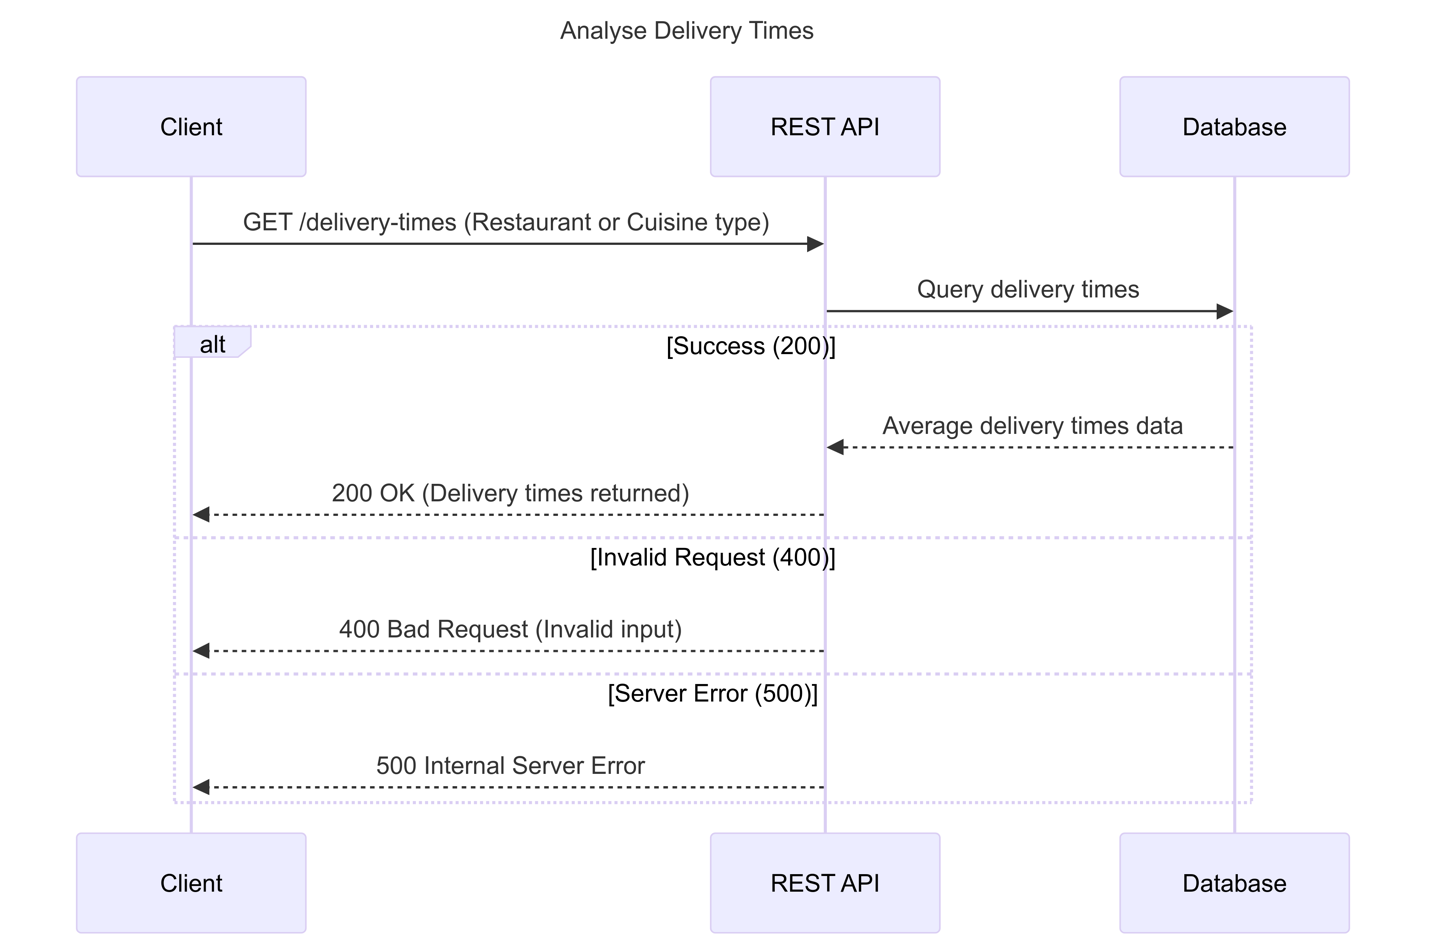 Analyse Delivery Times
Client
REST API
Database
GET /delivery-times (Restaurant or Cuisine type)
Query delivery times
alt
[Success (200)]
Average delivery times data
200 OK (Delivery times returned)
[Invalid Request (400)]
400 Bad Request (Invalid input)
[Server Error (500)]
500 Internal Server Error
Client
REST API
Database